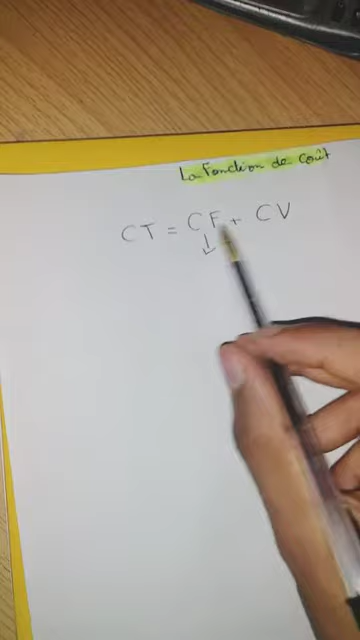 La Fonction de Coût
CT = CF + CV